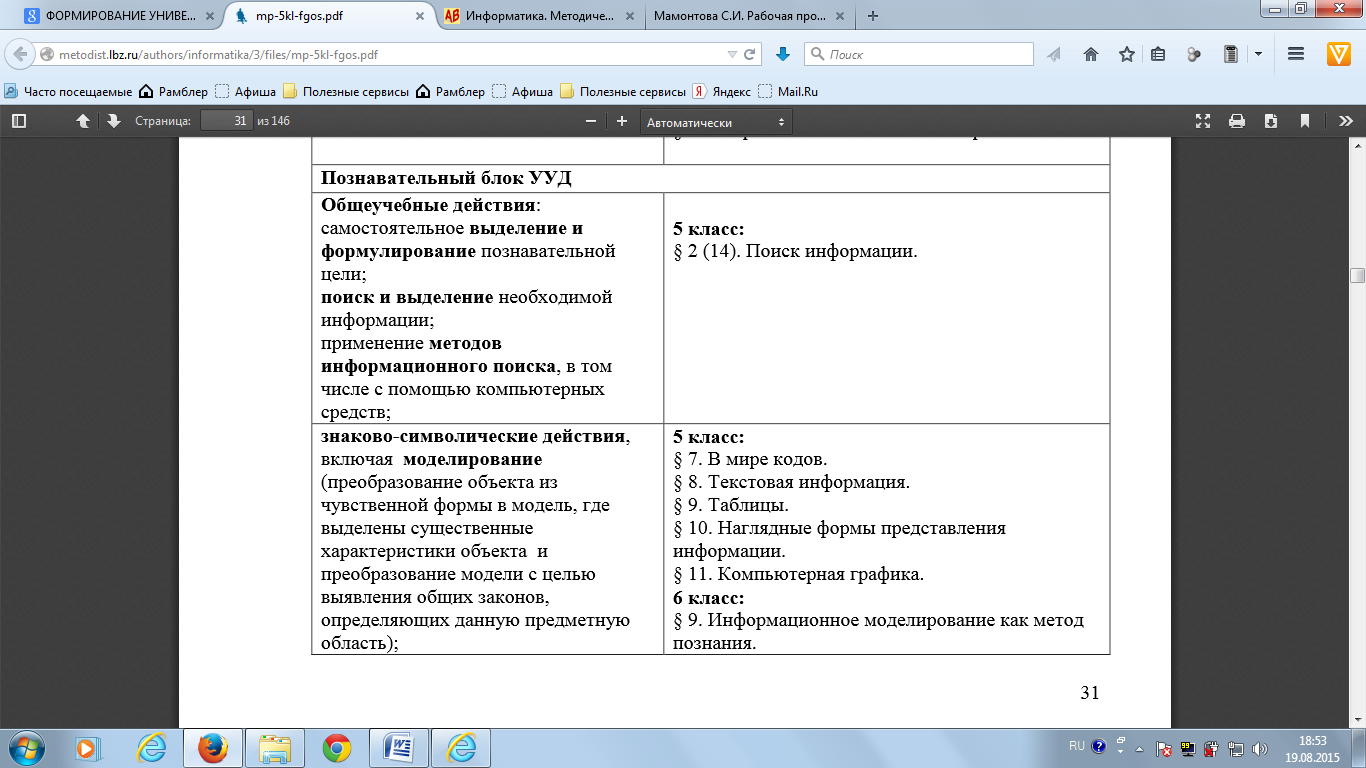 ФОРМИРОВАНИЕ УНИВЕ...
mp-5kl-fgos.pdf
Информатика. Методиче...
Мамонтова С.И. Рабочая про...
metodist.lbz.ru/authors/informatika/3/files/mp-5kl-fgos.pdf
Поиск
Часто посещаемые Рамблер Афиша Полезные сервисы Рамблер Афиша Полезные сервисы Яндекс Mail.Ru
Страница: 31 из 146 Автоматически
Познавательный блок УУД
Общеучебные действия:
самостоятельное выделение и
формулирование познавательной
цели;
поиск и выделение необходимой
информации;
применение методов
информационного поиска, в том
числе с помощью компьютерных
средств;
5 класс:
§ 2 (14). Поиск информации.
знаково-символические действия,
включая моделирование
(преобразование объекта из
чувственной формы в модель, где
выделены существенные
характеристики объекта и
преобразование модели с целью
выявления общих законов,
определяющих данную предметную
область);
5 класс:
§ 7. В мире кодов.
§ 8. Текстовая информация.
§ 9. Таблицы.
§ 10. Наглядные формы представления
информации.
§ 11. Компьютерная графика.
6 класс:
§ 9. Информационное моделирование как метод
познания.
31
RU
18:53
19.08.2015